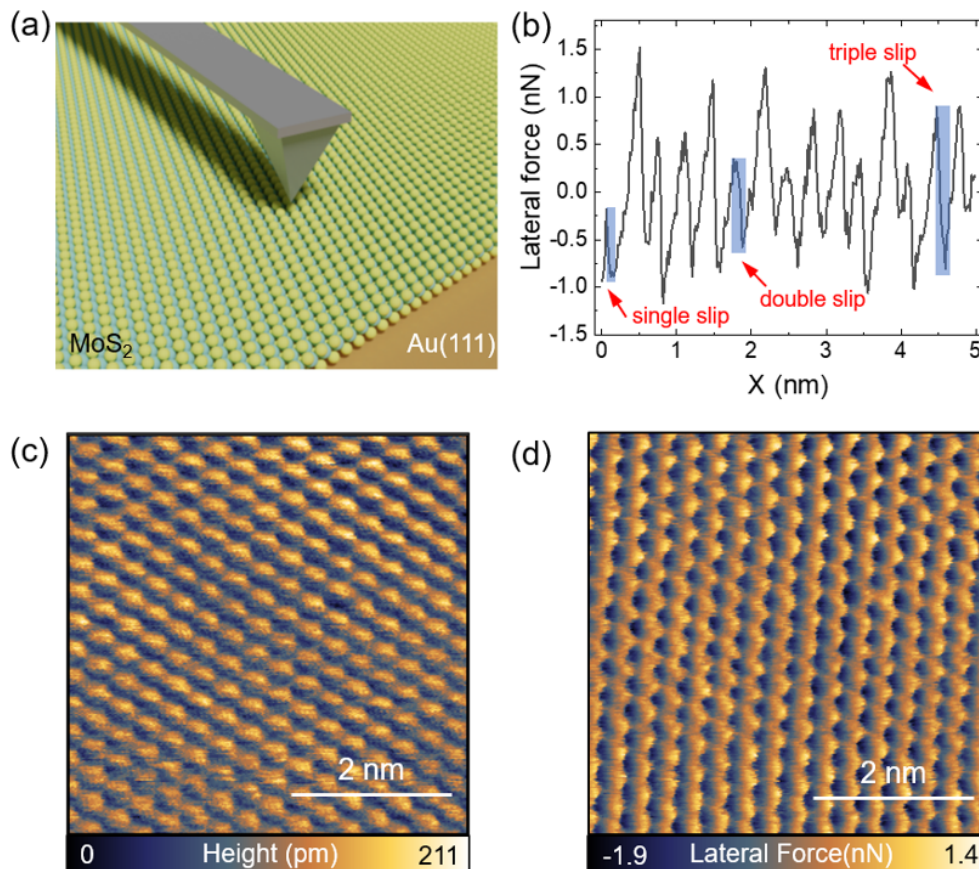 (a)
MoS₂
Au(111)
(b)
Lateral force (nN)
1.5
1.0
0.5
0.0
-0.5
-1.0
-1.5
triple slip
double slip
single slip
0 1 2 3 4 5
X (nm)
(c)
2 nm
0 Height (pm) 211
(d)
2 nm
-1.9 Lateral Force(nN) 1.4